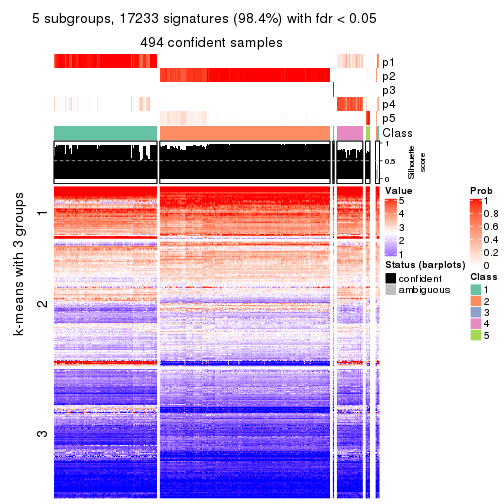 5 subgroups, 17233 signatures (98.4%) with fdr < 0.05
494 confident samples
p1
p2
p3
p4
p5
Class
1
0.5
0
Silhouette
score
k-means with 3 groups
1
2
3
Value
5
4
3
2
1
Status (barplots)
confident
ambiguous
Prob
1
0.8
0.6
0.4
0.2
0
Class
1
2
3
4
5